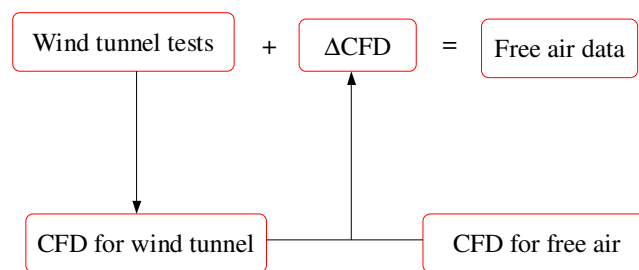 Wind tunnel tests + ΔCFD = Free air data
CFD for wind tunnel CFD for free air